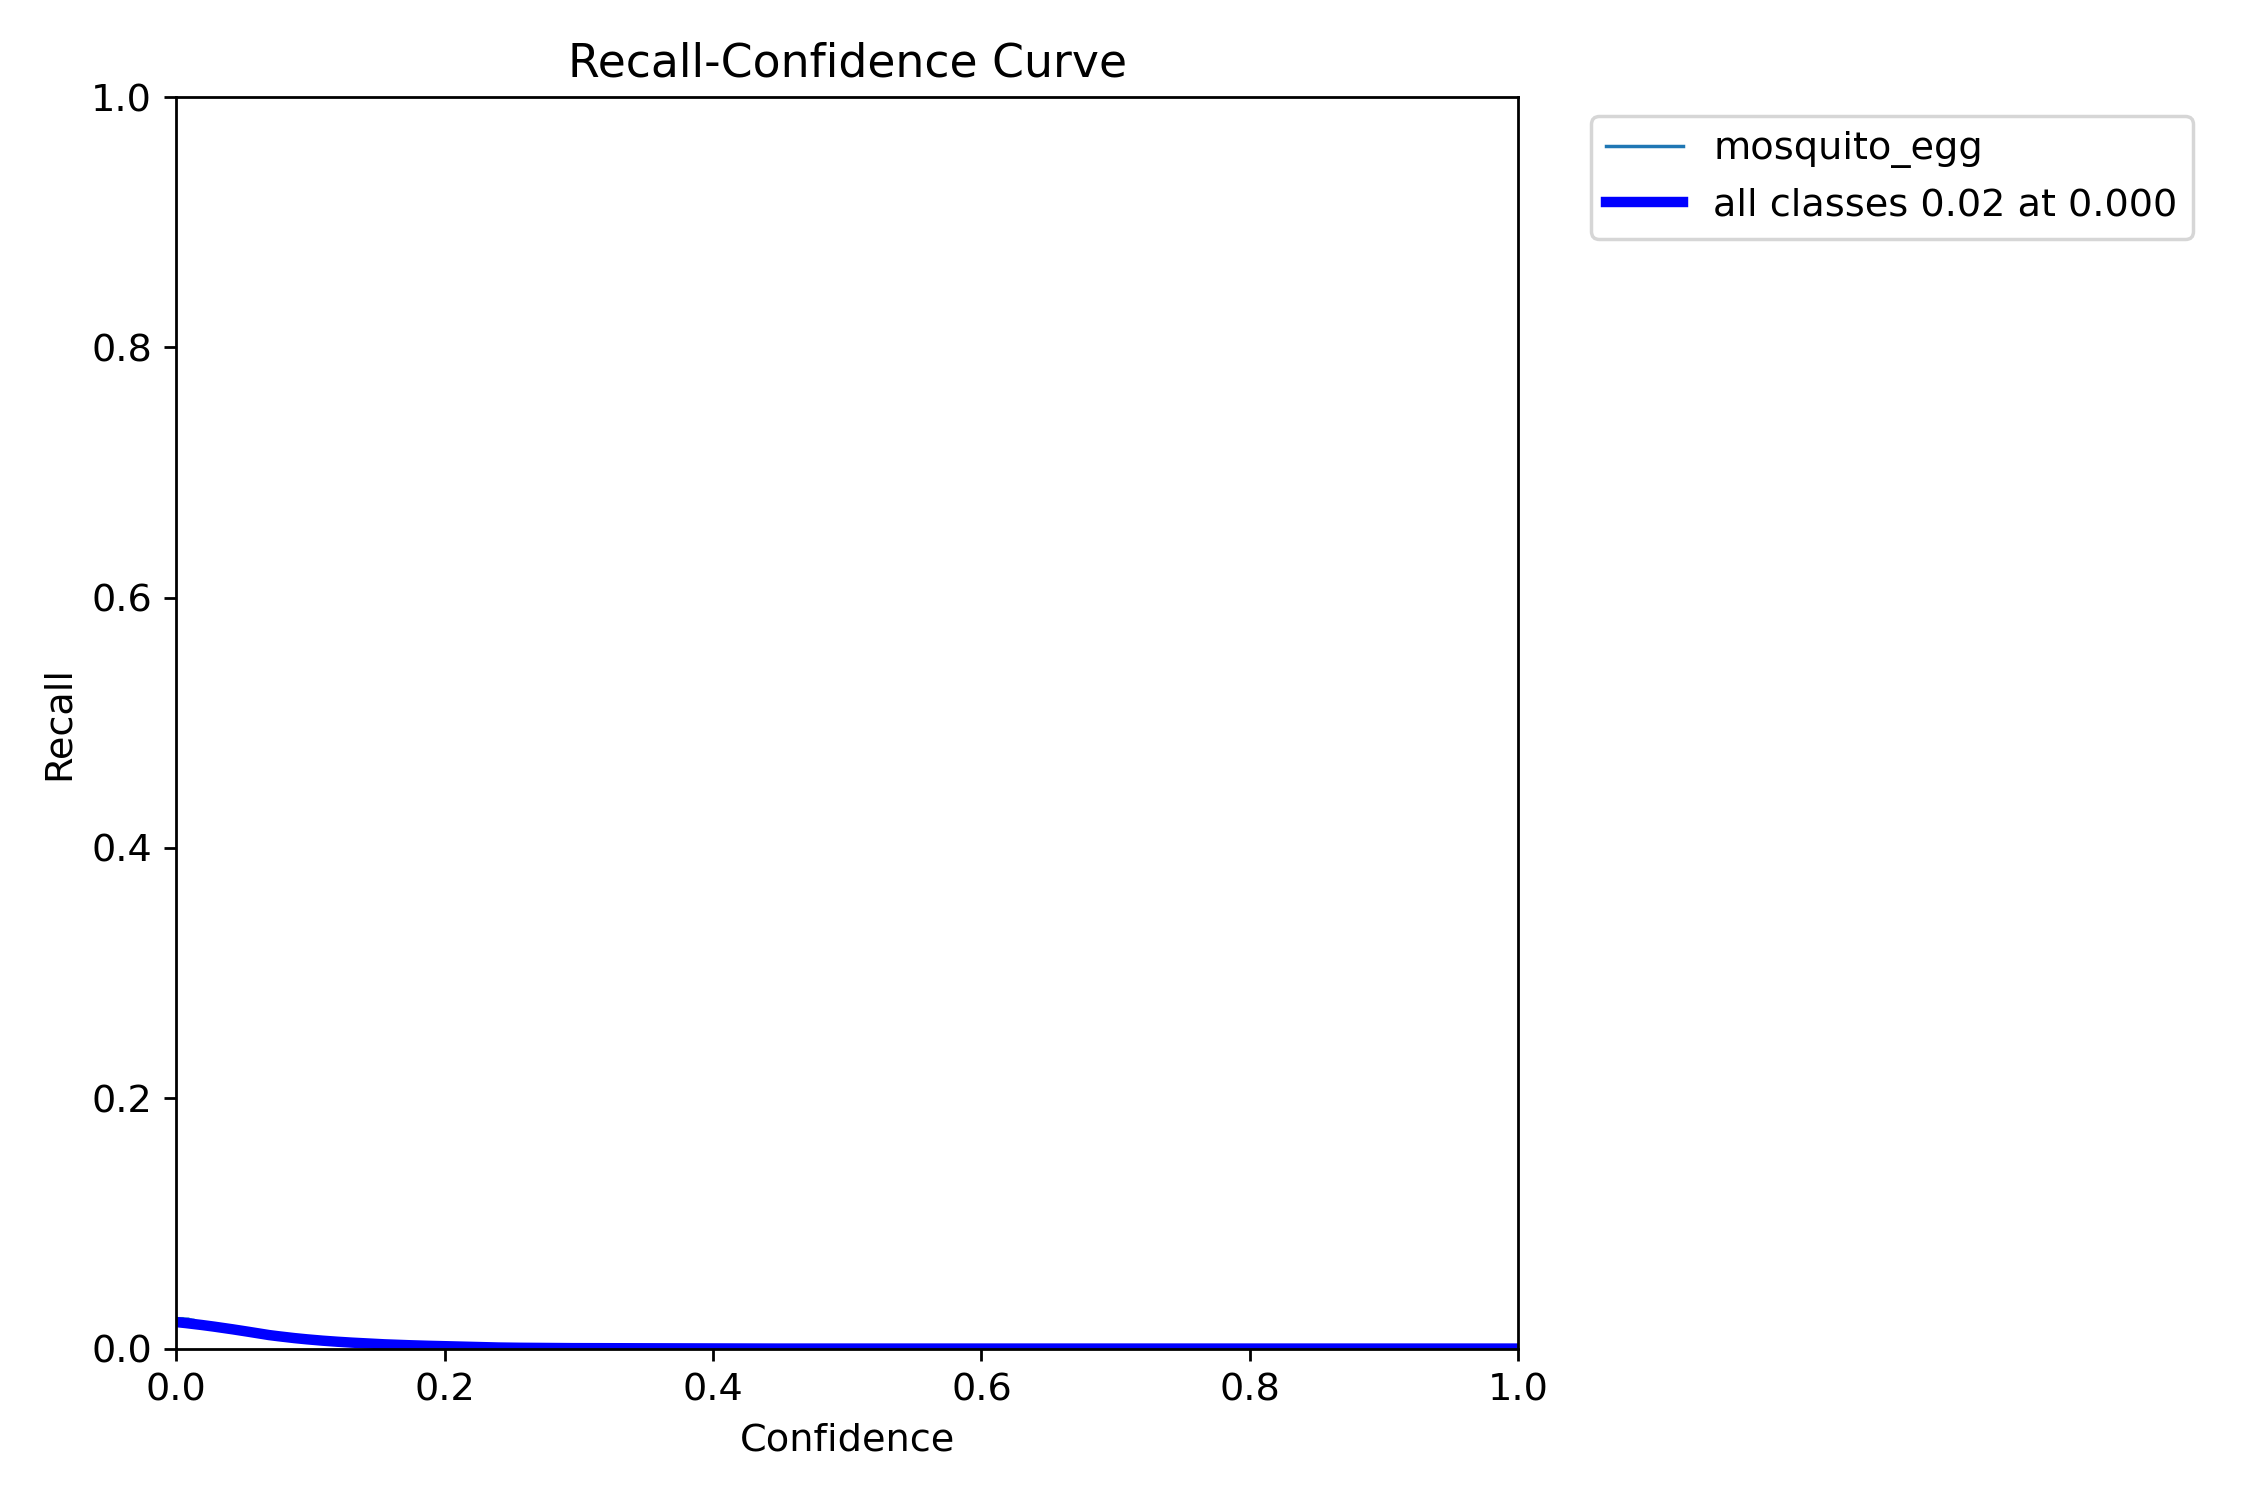 Recall-Confidence Curve
1.0
0.8
0.6
0.4
0.2
0.0
Recall
0.0 0.2 0.4 0.6 0.8 1.0
Confidence
mosquito_egg
all classes 0.02 at 0.000